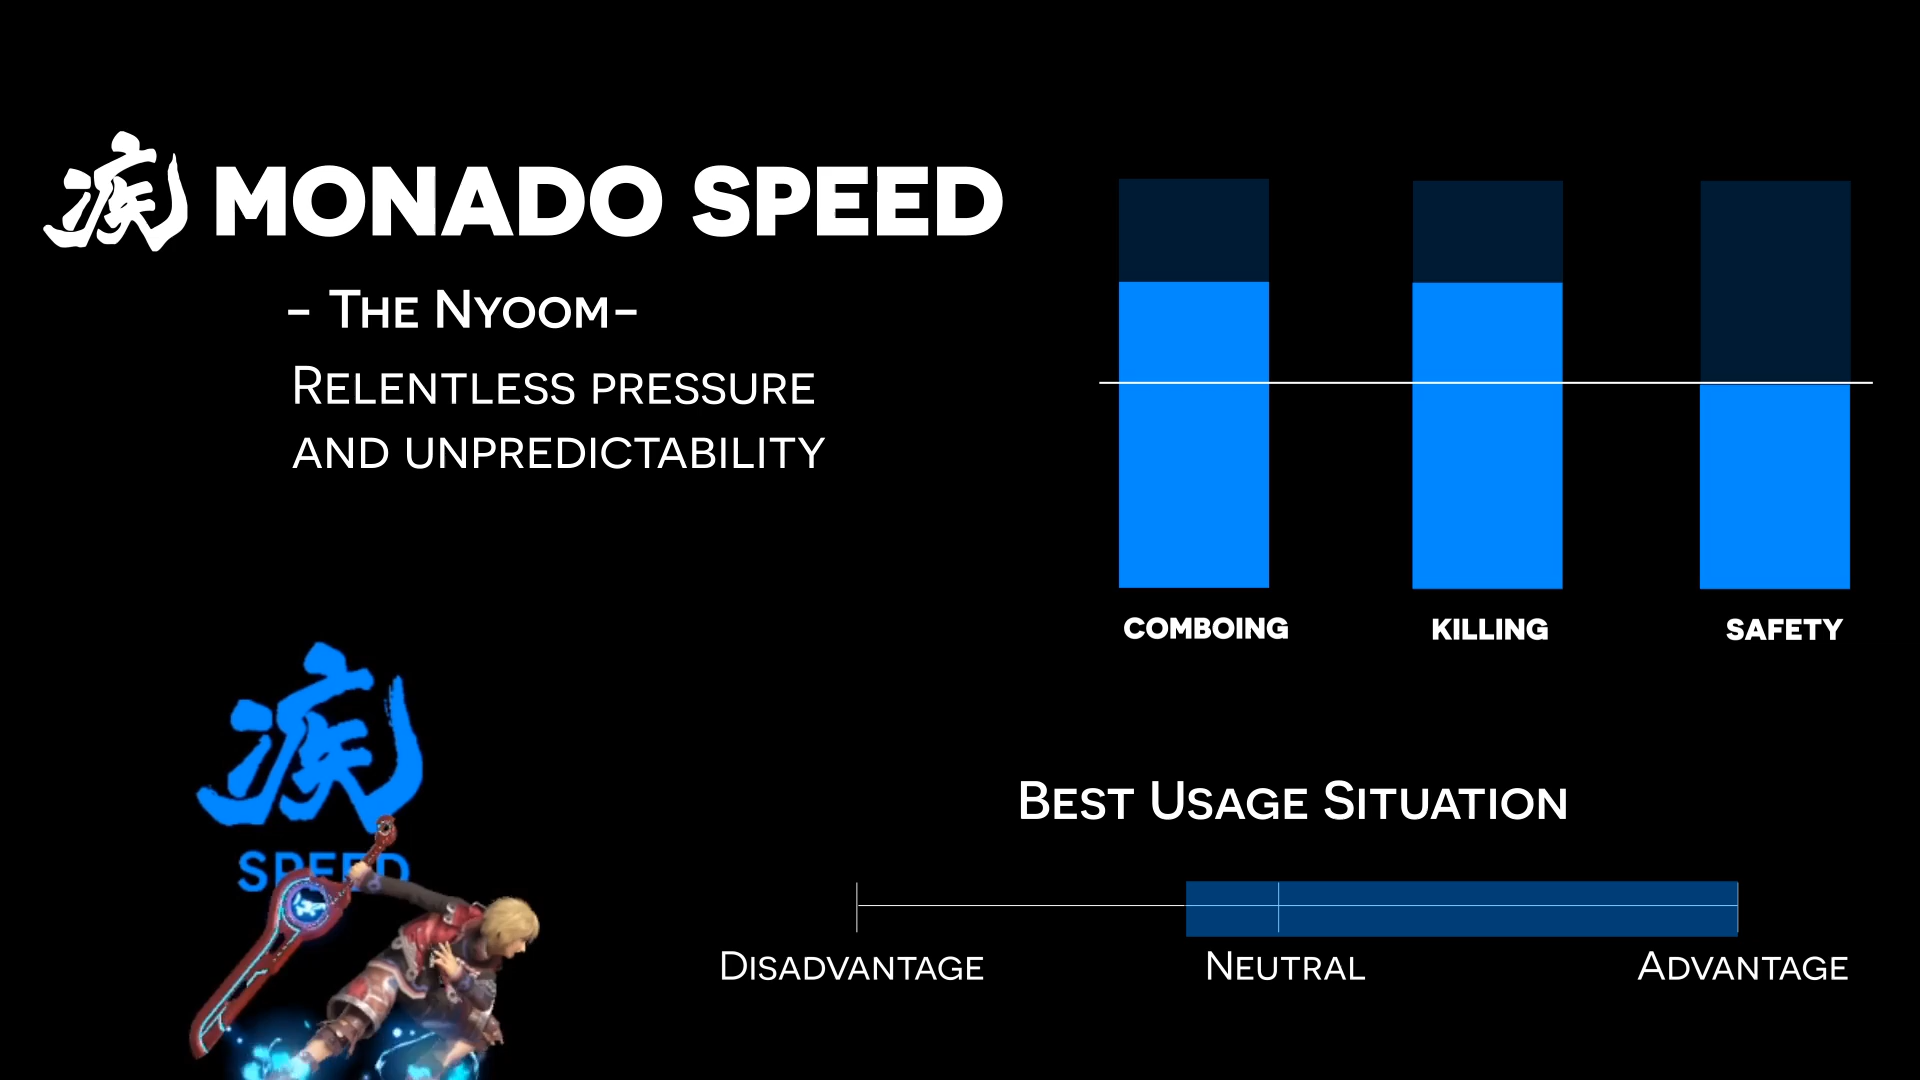 疾 MONADO SPEED
- THE NYOOM-
RELENTLESS PRESSURE
AND UNPREDICTABILITY
COMBOING
KILLING
SAFETY
疾
SPEED
BEST USAGE SITUATION
DISADVANTAGE
NEUTRAL
ADVANTAGE